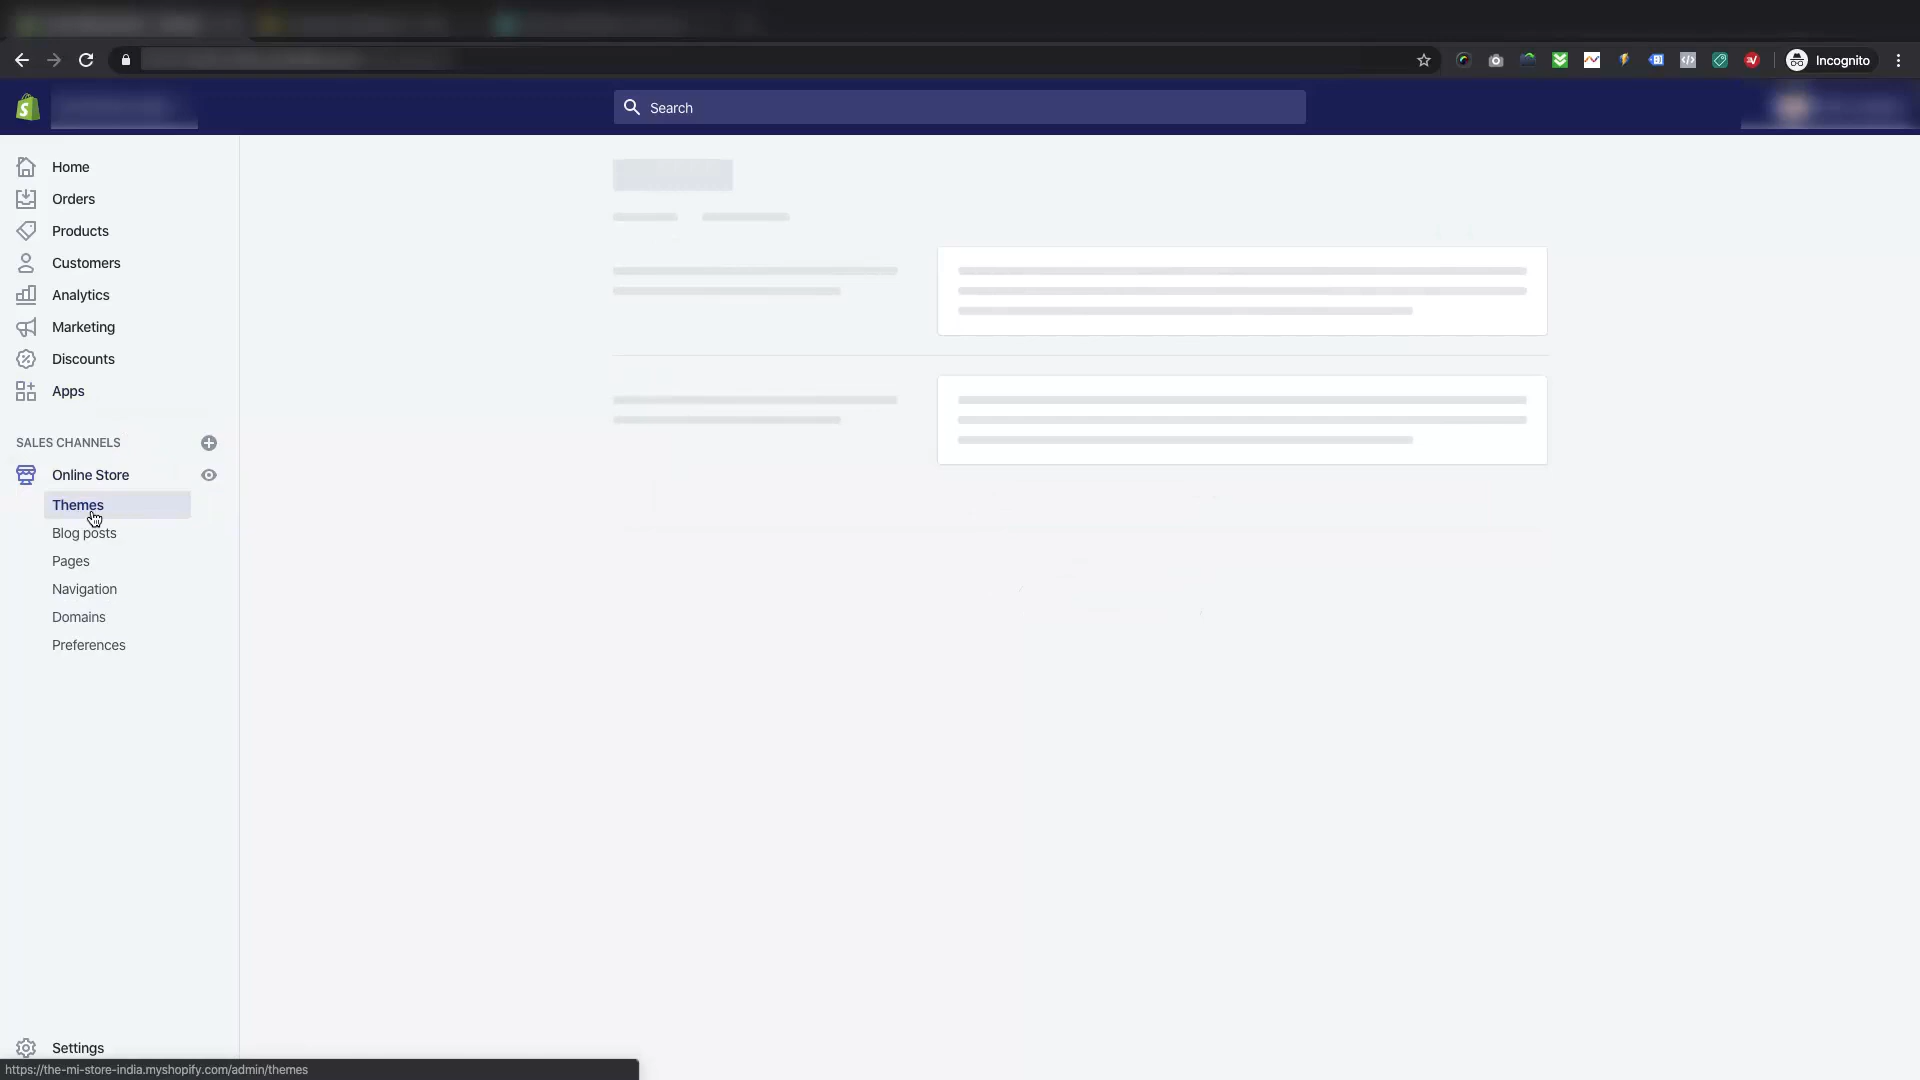 Incognito
Search
Home
Orders
Products
Customers
Analytics
Marketing
Discounts
Apps
SALES CHANNELS
Online Store
Themes
Blog posts
Pages
Navigation
Domains
Preferences
Settings
https://the-mi-store-india.myshopify.com/admin/themes